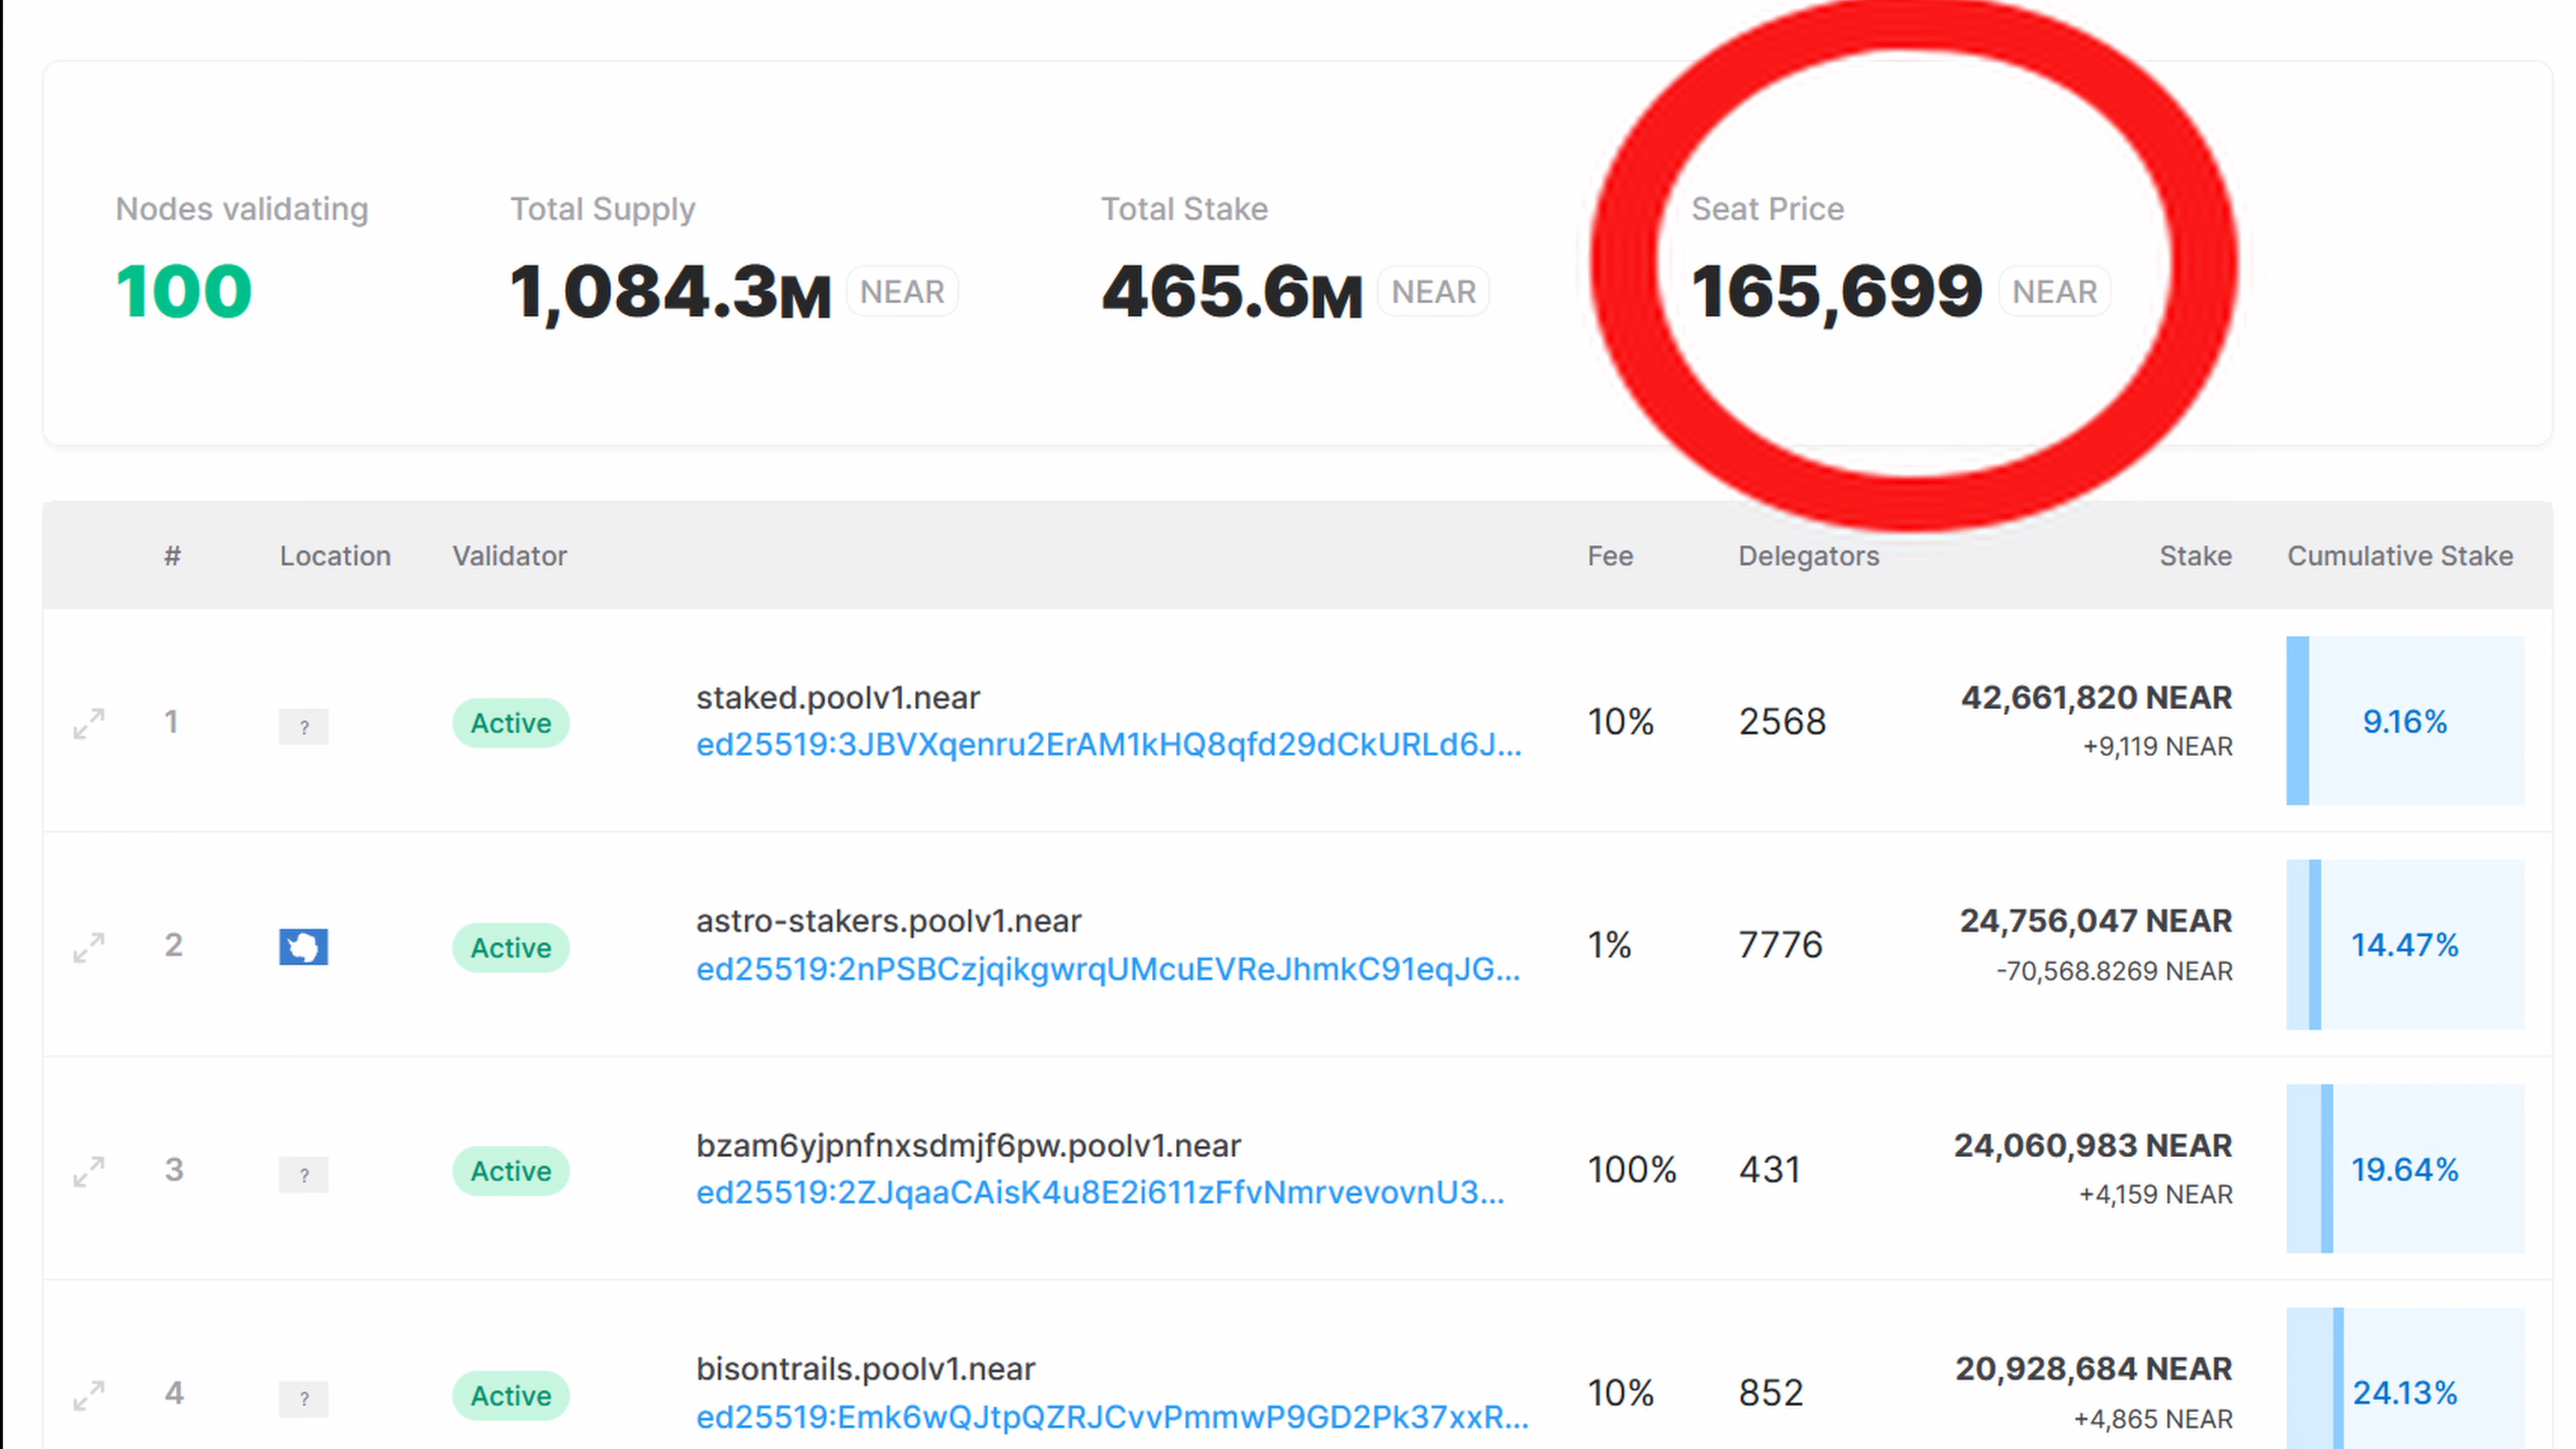 Nodes validating Total Supply Total Stake Seat Price
100 1,084.3M NEAR 465.6M NEAR 165,699 NEAR
# Location Validator Fee Delegators Stake Cumulative Stake
1 ? Active staked.poolv1.near 10% 2568 42,661,820 NEAR 9.16%
ed25519:3JBVXqenru2ErAM1kHQ8qfd29dCkURLd6J... +9,119 NEAR
2 Active astro-stakers.poolv1.near 1% 7776 24,756,047 NEAR 14.47%
ed25519:2nPSBCzjqikgwrqUMcuEVReJhmkC91eqJG... -70,568.8269 NEAR
3 ? Active bzam6yjpnfnxsdmjf6pw.poolv1.near 100% 431 24,060,983 NEAR 19.64%
ed25519:2ZJqaaCAisK4u8E2i611zFfvNmrvevovnU3... +4,159 NEAR
4 ? Active bisontrails.poolv1.near 10% 852 20,928,684 NEAR 24.13%
ed25519:Emk6wQJtpQZRJCvvPmmwP9GD2Pk37xxR... +4,865 NEAR